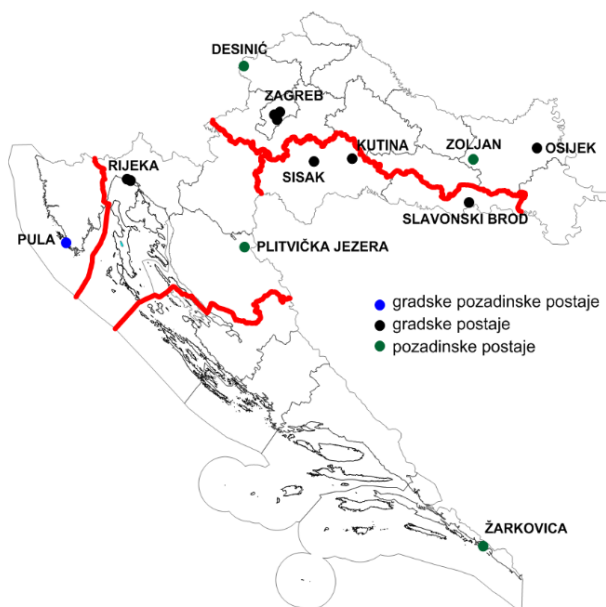 DESINIĆ
ZAGREB
KUTINA
ZOLJAN
OSIJEK
RIJEKA
SISAK
SLAVONSKI BROD
PULA
PLITVIČKA JEZERA
gradske pozadinske postaje
gradske postaje
pozadinske postaje
ŽARKOVICA